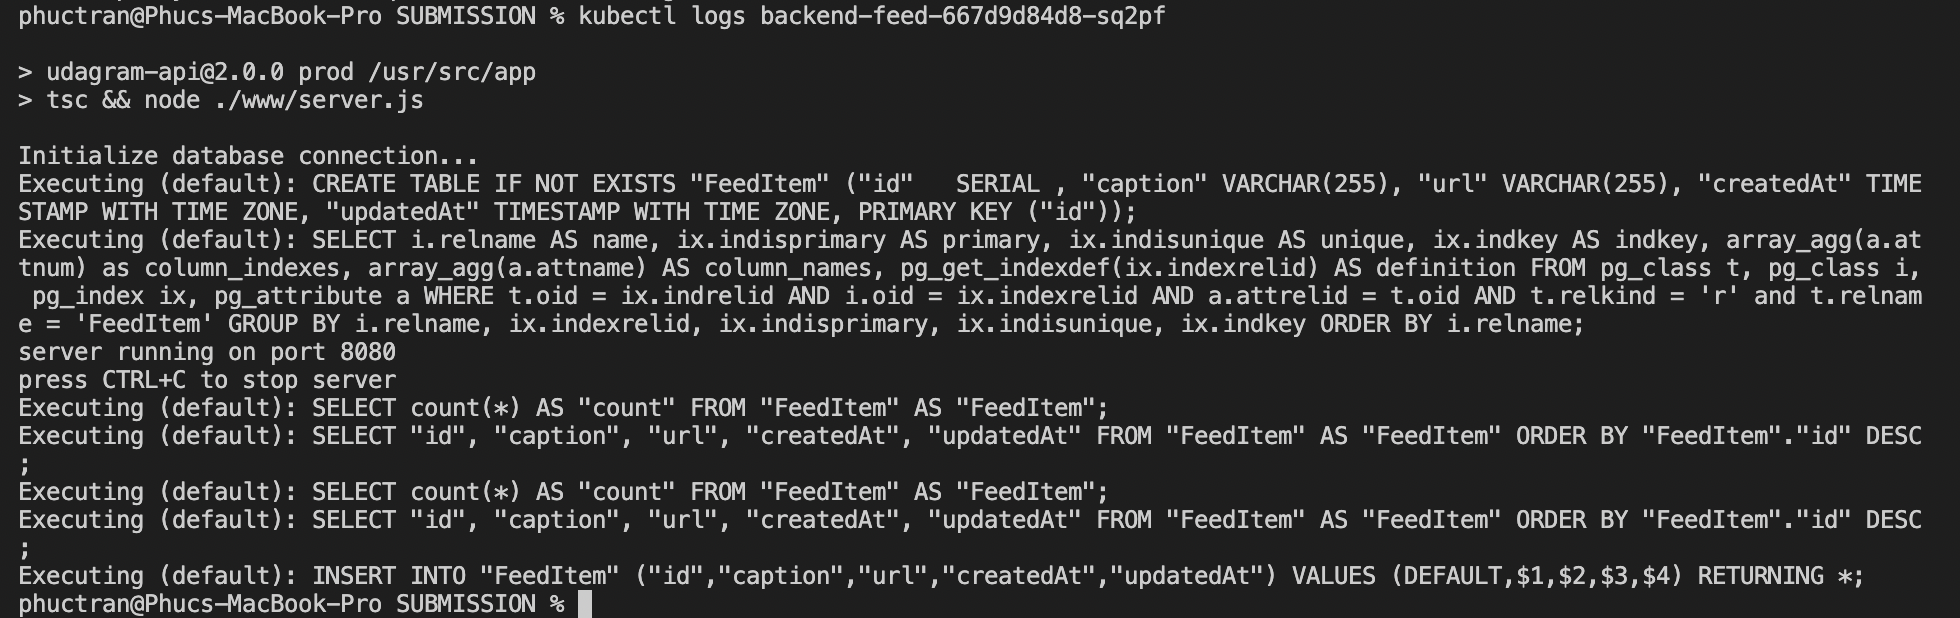 phuctran@Phucs-MacBook-Pro SUBMISSION % kubectl logs backend-feed-667d9d84d8-sq2pf
> udagram-api@2.0.0 prod /usr/src/app
> tsc && node ./www/server.js
Initialize database connection...
Executing (default): CREATE TABLE IF NOT EXISTS "FeedItem" ("id"   SERIAL , "caption" VARCHAR(255), "url" VARCHAR(255), "createdAt" TIME
STAMP WITH TIME ZONE, "updatedAt" TIMESTAMP WITH TIME ZONE, PRIMARY KEY ("id"));
Executing (default): SELECT i.relname AS name, ix.indisprimary AS primary, ix.indisunique AS unique, ix.indkey AS indkey, array_agg(a.at
tnum) as column_indexes, array_agg(a.attname) AS column_names, pg_get_indexdef(ix.indexrelid) AS definition FROM pg_class t, pg_class i,
 pg_index ix, pg_attribute a WHERE t.oid = ix.indrelid AND i.oid = ix.indexrelid AND a.attrelid = t.oid AND t.relkind = 'r' and t.relnam
e = 'FeedItem' GROUP BY i.relname, ix.indexrelid, ix.indisprimary, ix.indisunique, ix.indkey ORDER BY i.relname;
server running on port 8080
press CTRL+C to stop server
Executing (default): SELECT count(*) AS "count" FROM "FeedItem" AS "FeedItem";
Executing (default): SELECT "id", "caption", "url", "createdAt", "updatedAt" FROM "FeedItem" AS "FeedItem" ORDER BY "FeedItem"."id" DESC
;
Executing (default): SELECT count(*) AS "count" FROM "FeedItem" AS "FeedItem";
Executing (default): SELECT "id", "caption", "url", "createdAt", "updatedAt" FROM "FeedItem" AS "FeedItem" ORDER BY "FeedItem"."id" DESC
;
Executing (default): INSERT INTO "FeedItem" ("id","caption","url","createdAt","updatedAt") VALUES (DEFAULT,$1,$2,$3,$4) RETURNING *;
phuctran@Phucs-MacBook-Pro SUBMISSION %